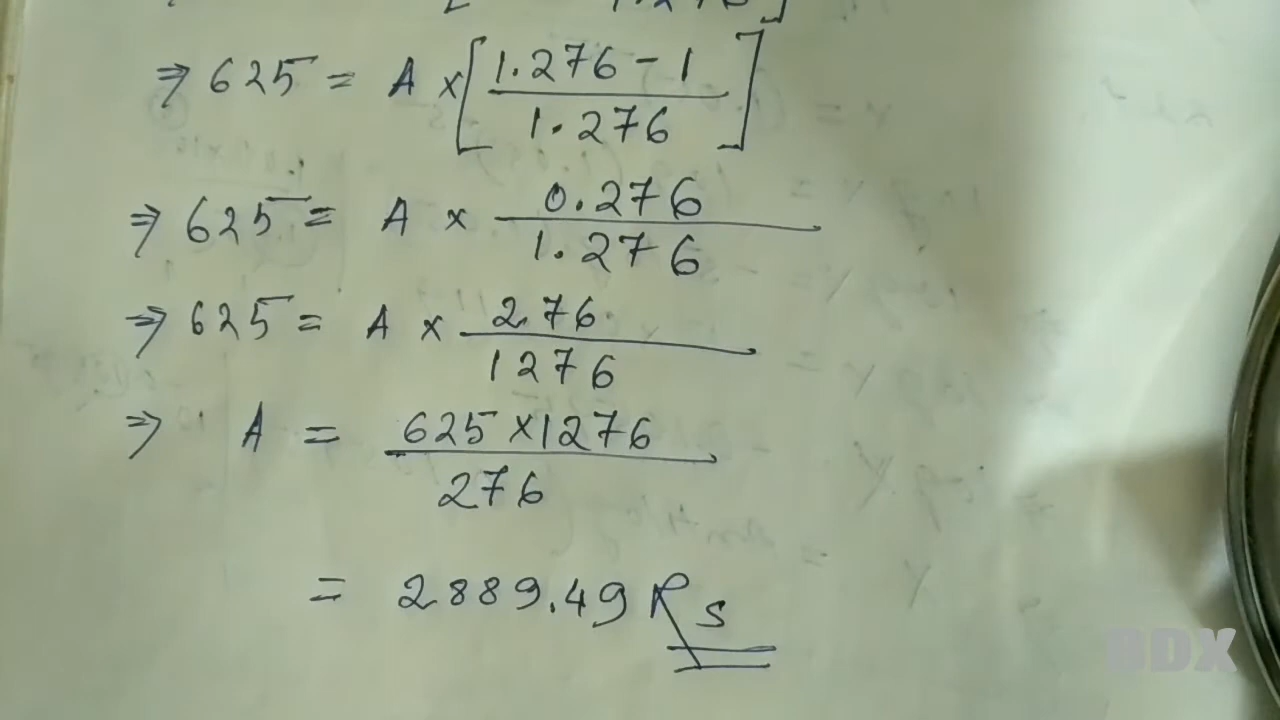 ⇒ 625 = A × [ (1.276 - 1) / 1.276 ]
⇒ 625 = A × 0.276 / 1.276
⇒ 625 = A × 276 / 1276
⇒ A = 625 × 1276 / 276
= 2889.49 Rs